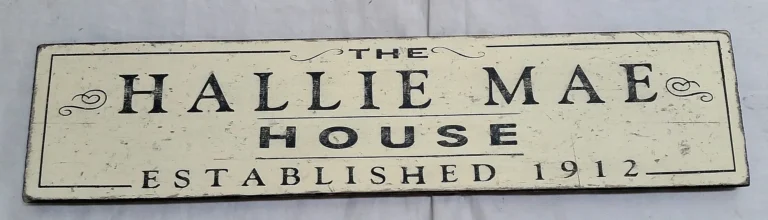 THE
HALLIE MAE
HOUSE
ESTABLISHED 1912